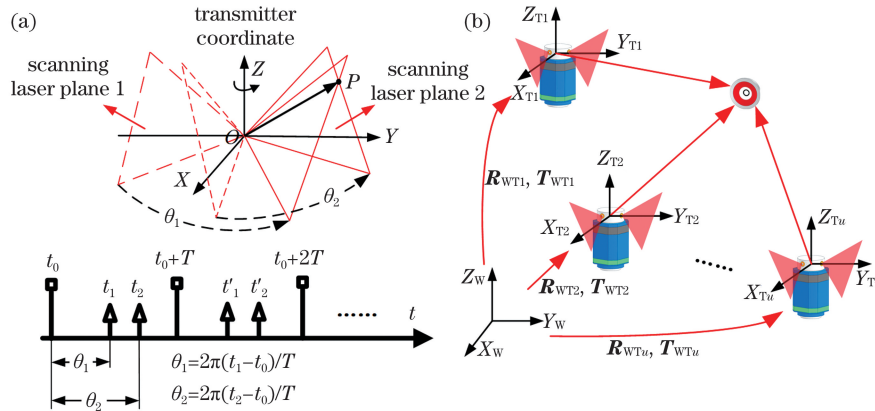 (a)
transmitter
coordinate
Z
scanning
laser plane 1
P
scanning
laser plane 2
O
Y
X
θ1
θ2
t0
t1
t2
t0+T
t′1
t′2
t0+2T
......
t
θ1
θ1=2π(t1−t0)/T
θ2
θ2=2π(t2−t0)/T
(b)
ZT1
YT1
XT1
RWT1, TWT1
ZT2
YT2
XT2
RWT2, TWT2
......
ZTu
YT
XTu
ZW
YW
XW
RWTu, TWTu